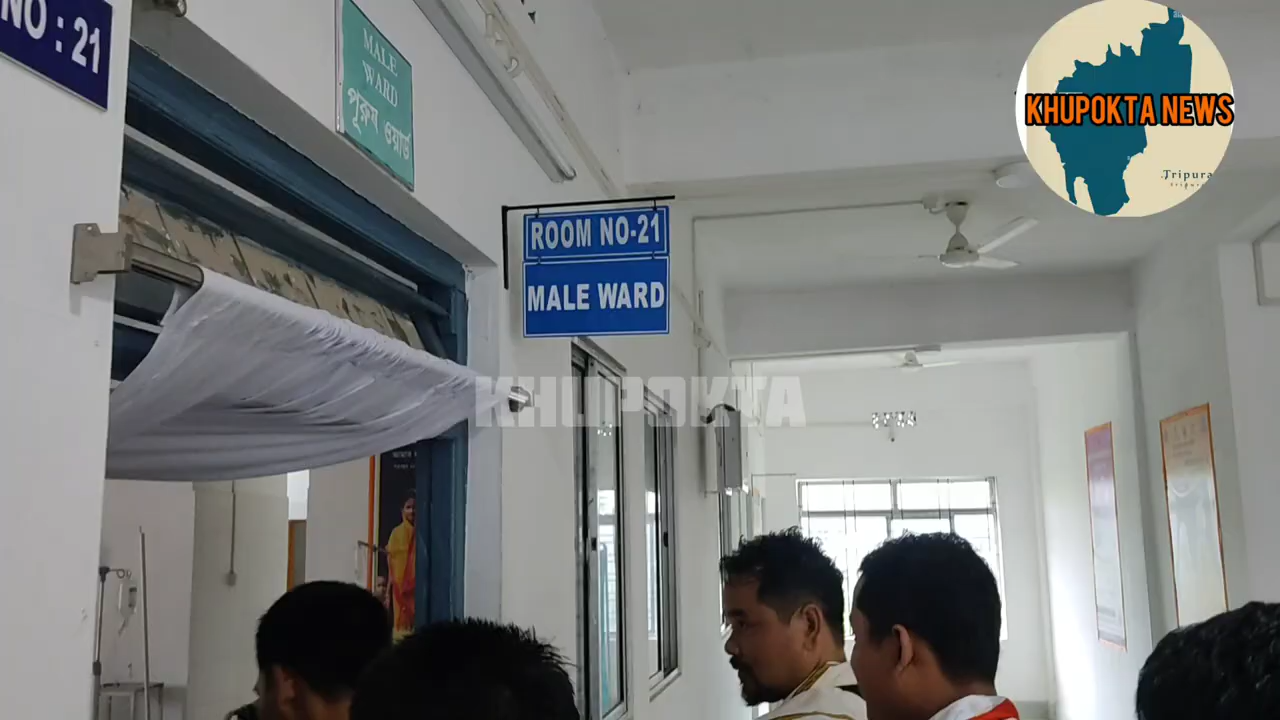 NO : 21
MALE
WARD
পুরুষ ওয়ার্ড
ROOM NO-21
MALE WARD
KHUPOKTA NEWS
Tripura
KHUPOKTA